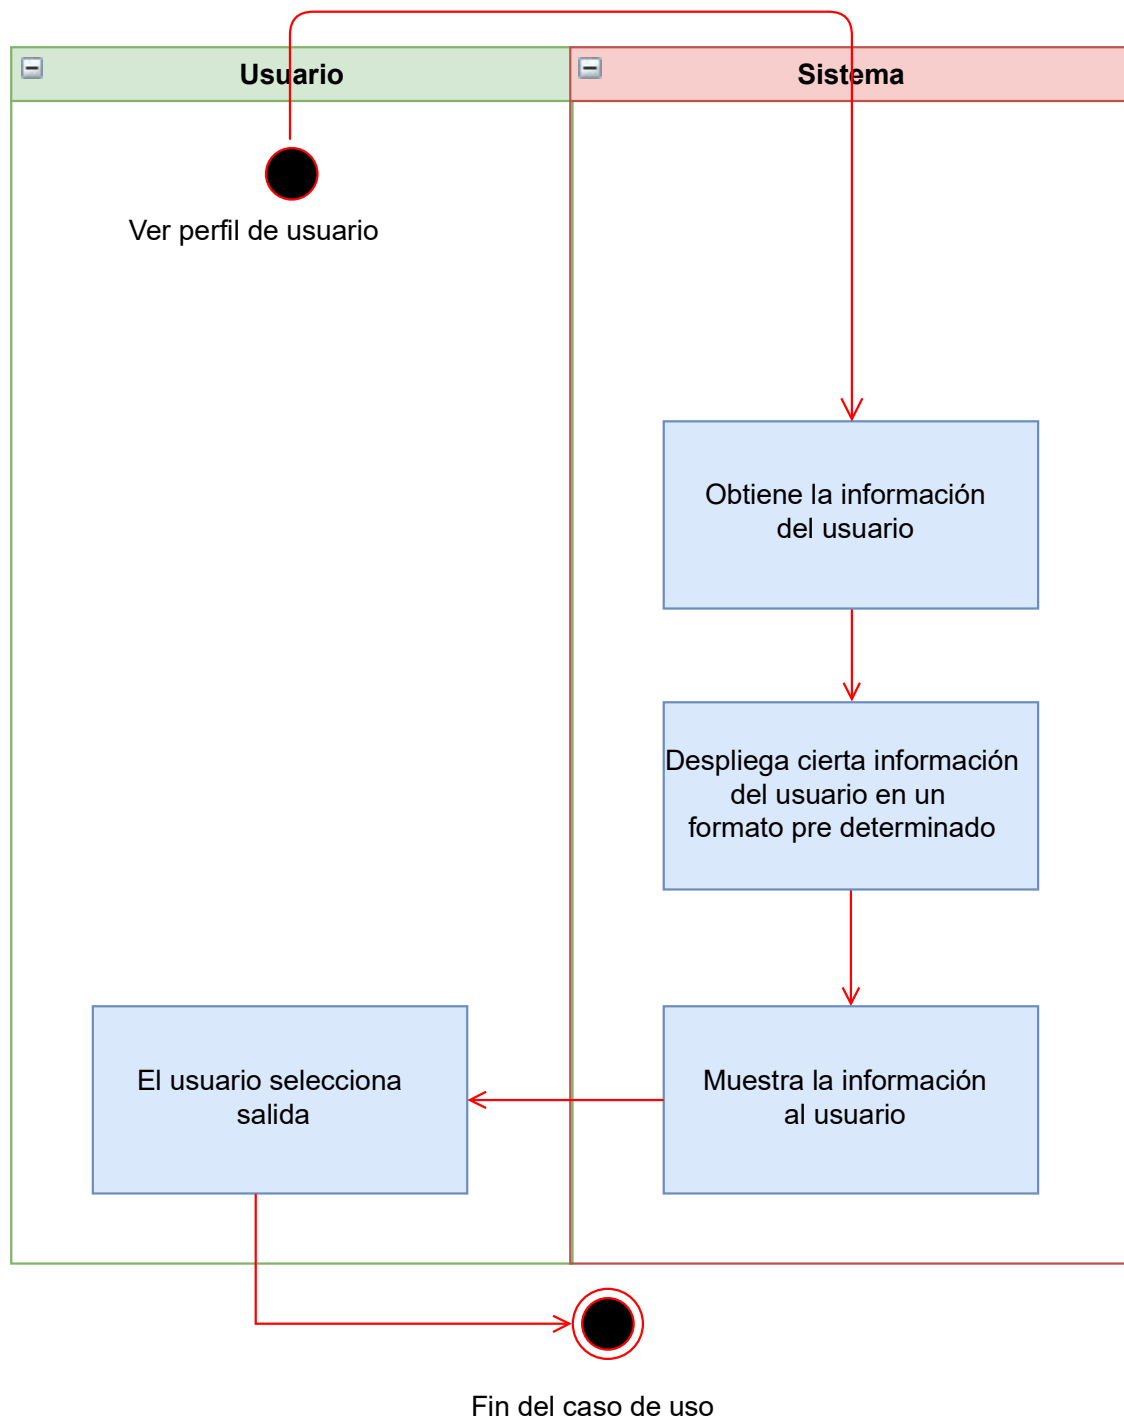 Usuario
Sistema
Ver perfil de usuario
Obtiene la información
del usuario
Despliega cierta información
del usuario en un
formato pre determinado
El usuario selecciona
salida
Muestra la información
al usuario
Fin del caso de uso